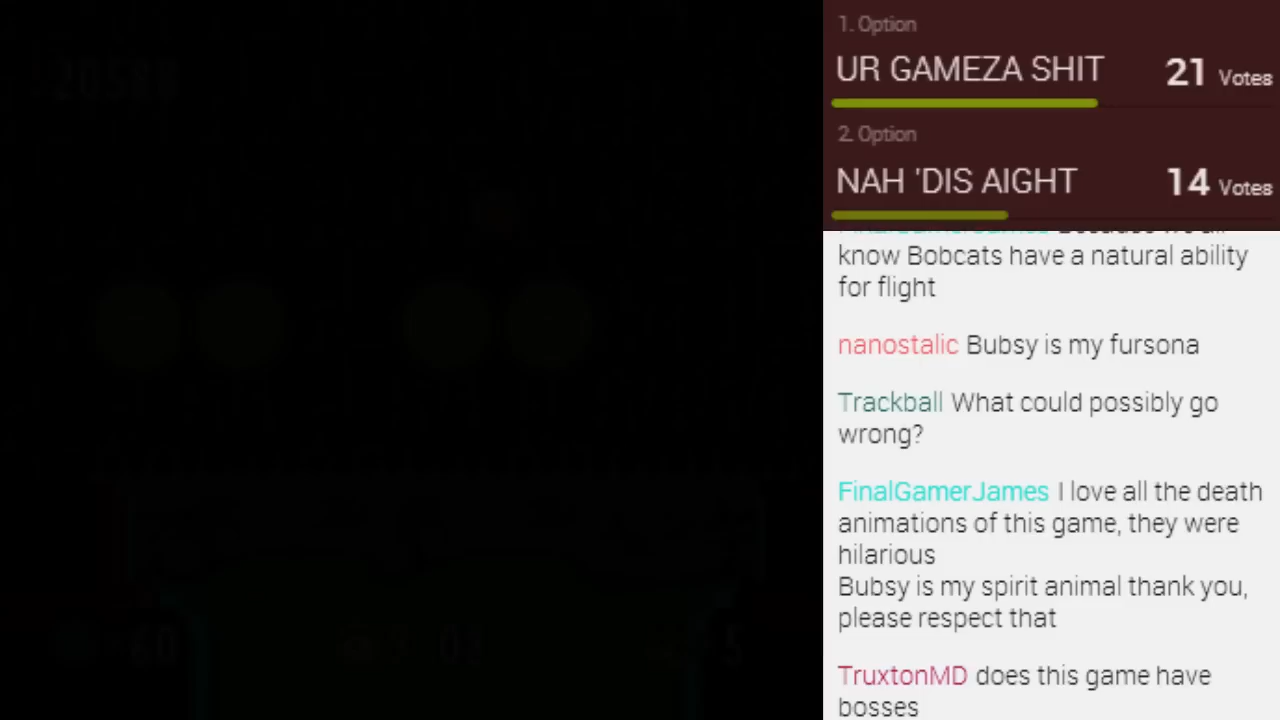 20588
1. Option
UR GAMEZA SHIT 21 Votes
2. Option
NAH 'DIS AIGHT 14 Votes
know Bobcats have a natural ability
for flight
nanostalic Bubsy is my fursona
Trackball What could possibly go
wrong?
FinalGamerJames I love all the death
animations of this game, they were
hilarious
Bubsy is my spirit animal thank you,
please respect that
TruxtonMD does this game have
bosses